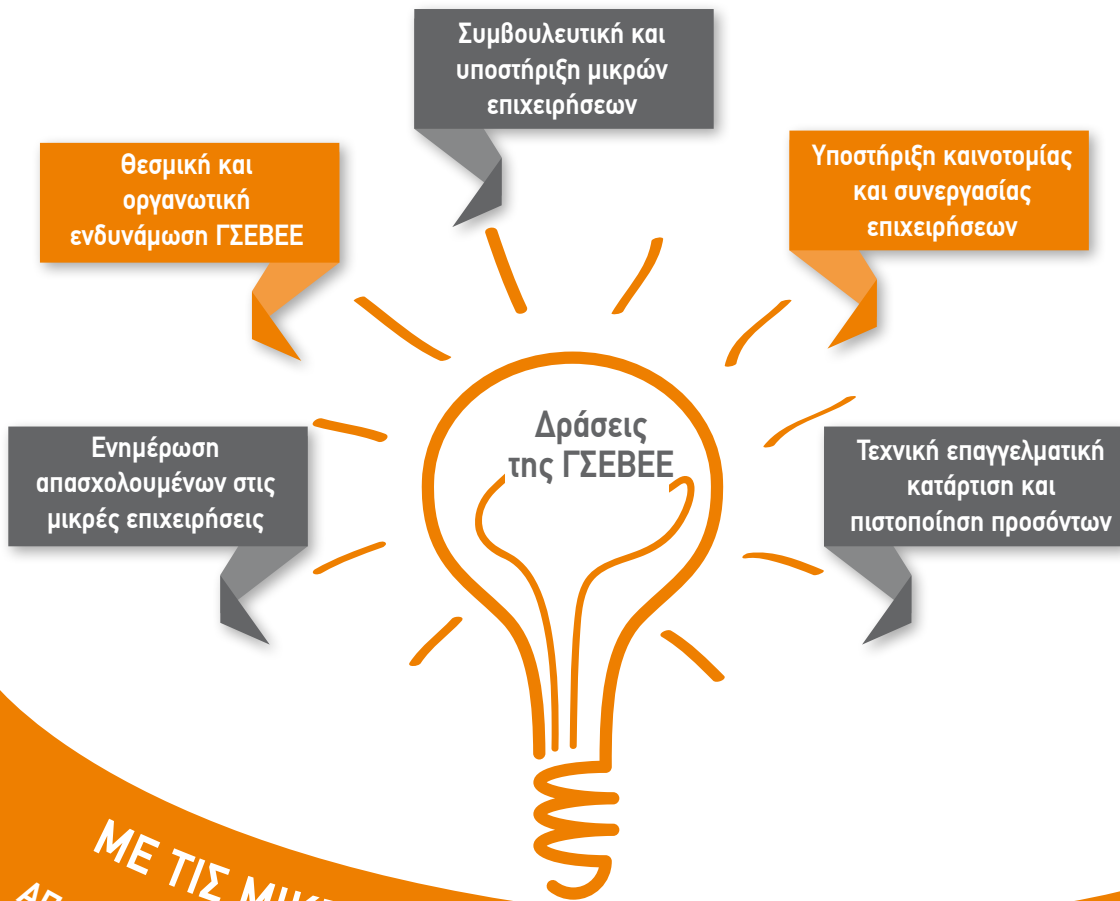 Συμβουλευτική και
υποστήριξη μικρών
επιχειρήσεων
Θεσμική και
οργανωτική
ενδυνάμωση ΓΣΕΒΕΕ
Υποστήριξη καινοτομίας
και συνεργασίας
επιχειρήσεων
Δράσεις
της ΓΣΕΒΕΕ
Ενημέρωση
απασχολουμένων στις
μικρές επιχειρήσεις
Τεχνική επαγγελματική
κατάρτιση και
πιστοποίηση προσόντων
ΜΕ ΤΙΣ